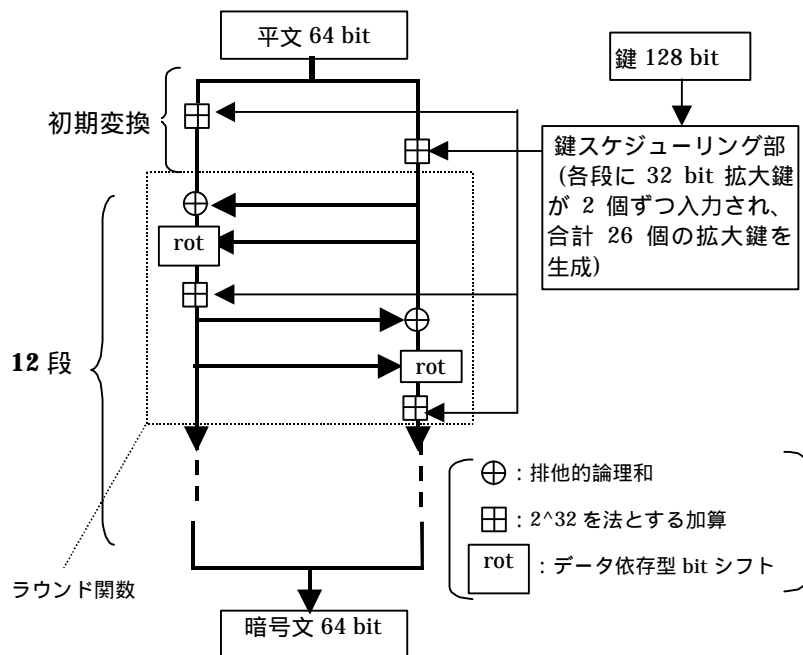 平文 64 bit
鍵 128 bit
初期変換
鍵スケジューリング部
(各段に 32 bit 拡大鍵
が 2 個ずつ入力され、
合計 26 個の拡大鍵を
生成)
rot
rot
12 段
：排他的論理和
：2^32 を法とする加算
rot
：データ依存型 bit シフト
ラウンド関数
暗号文 64 bit